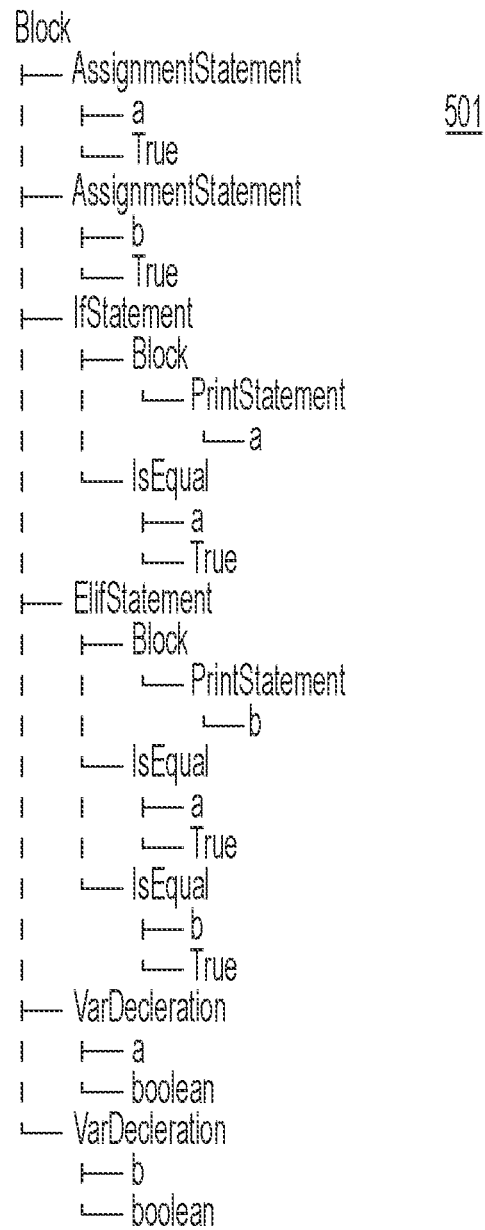 Block
AssignmentStatement
501
a
True
AssignmentStatement
b
True
IfStatement
Block
PrintStatement
a
IsEqual
a
True
ElifStatement
Block
PrintStatement
b
IsEqual
a
True
IsEqual
b
True
VarDecleration
a
boolean
VarDecleration
b
boolean